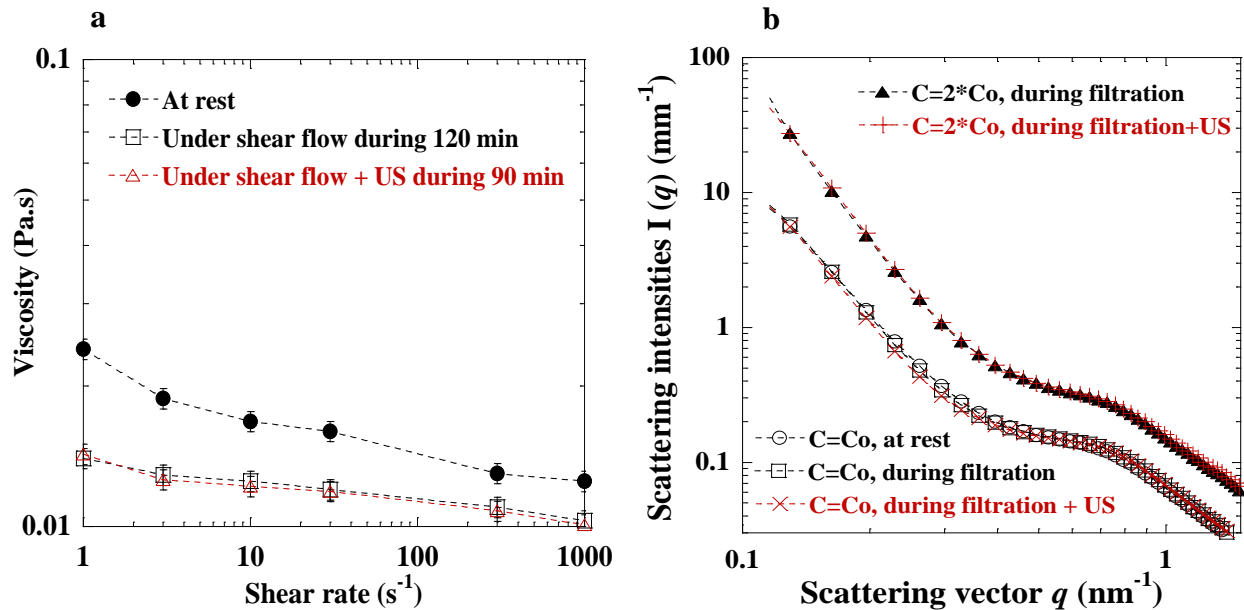 a
Viscosity (Pa.s)
0.1
0.01
At rest
Under shear flow during 120 min
Under shear flow + US during 90 min
1
10
100
1000
Shear rate (s⁻¹)
b
Scattering intensities I (q) (mm⁻¹)
100
10
1
0.1
C=2*Co, during filtration
C=2*Co, during filtration+US
C=Co, at rest
C=Co, during filtration
C=Co, during filtration + US
0.1
1
Scattering vector q (nm⁻¹)